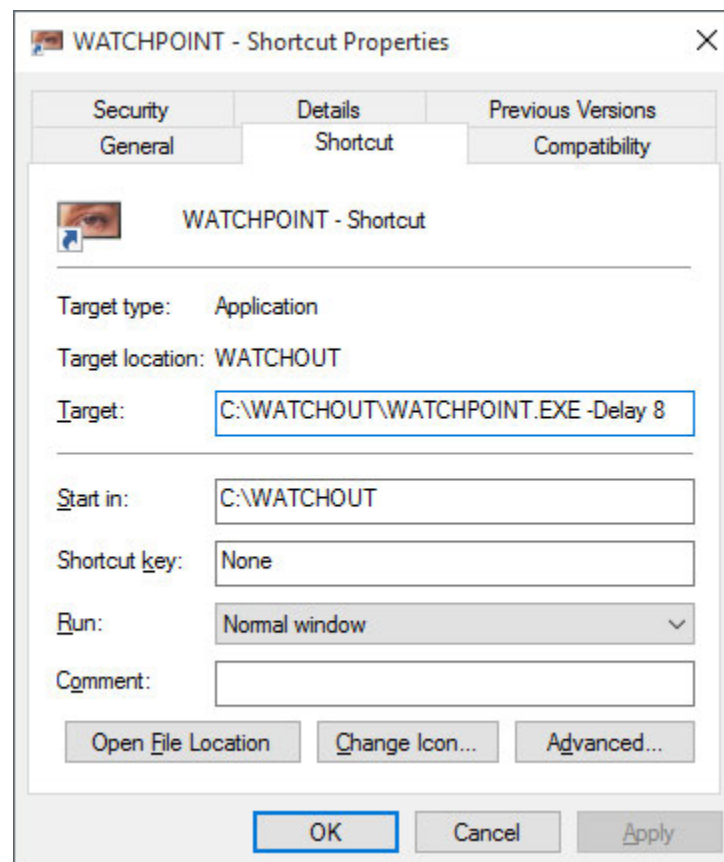 WATCHPOINT - Shortcut Properties
Security Details Previous Versions
General Shortcut Compatibility
WATCHPOINT - Shortcut
Target type: Application
Target location: WATCHOUT
Target: C:\WATCHOUT\WATCHPOINT.EXE -Delay 8
Start in: C:\WATCHOUT
Shortcut key: None
Run: Normal window
Comment:
Open File Location Change Icon... Advanced...
OK Cancel Apply